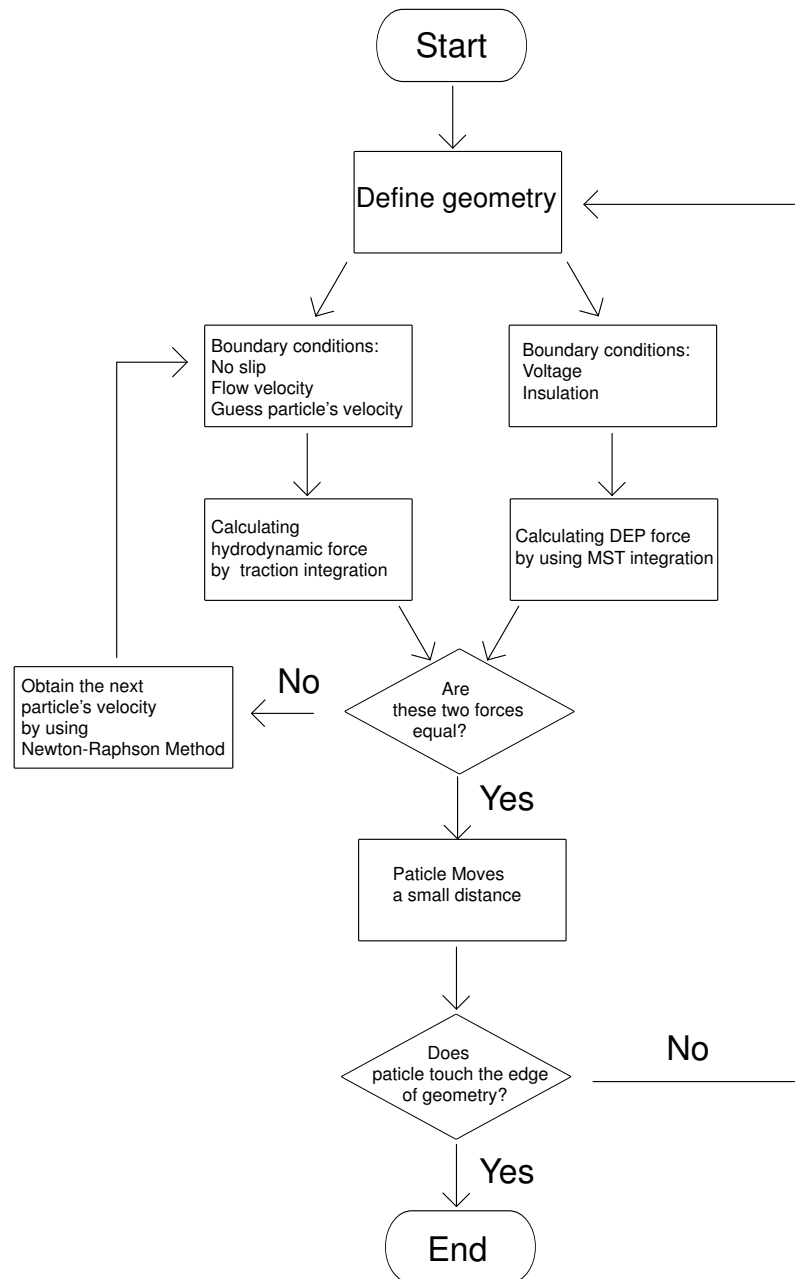 Start
Define geometry
Boundary conditions:
No slip
Flow velocity
Guess particle's velocity
Boundary conditions:
Voltage
Insulation
Calculating
hydrodynamic force
by traction integration
Calculating DEP force
by using MST integration
Obtain the next
particle's velocity
by using
Newton-Raphson Method
No
Are
these two forces
equal?
Yes
Paticle Moves
a small distance
Does
paticle touch the edge
of geometry?
No
Yes
End